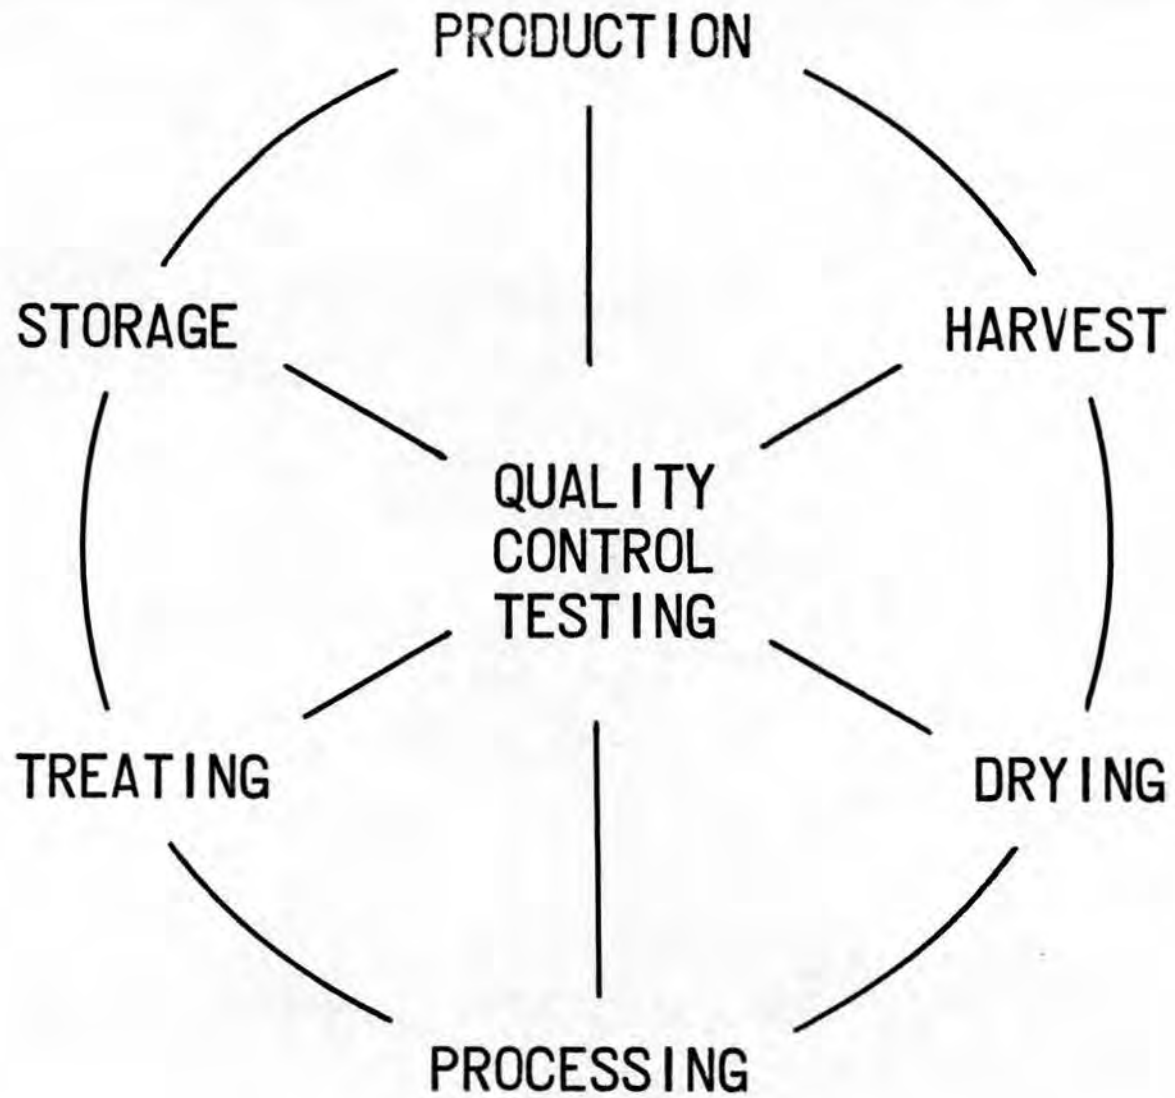 PRODUCTION
STORAGE
HARVEST
QUALITY
CONTROL
TESTING
TREATING
DRYING
PROCESSING